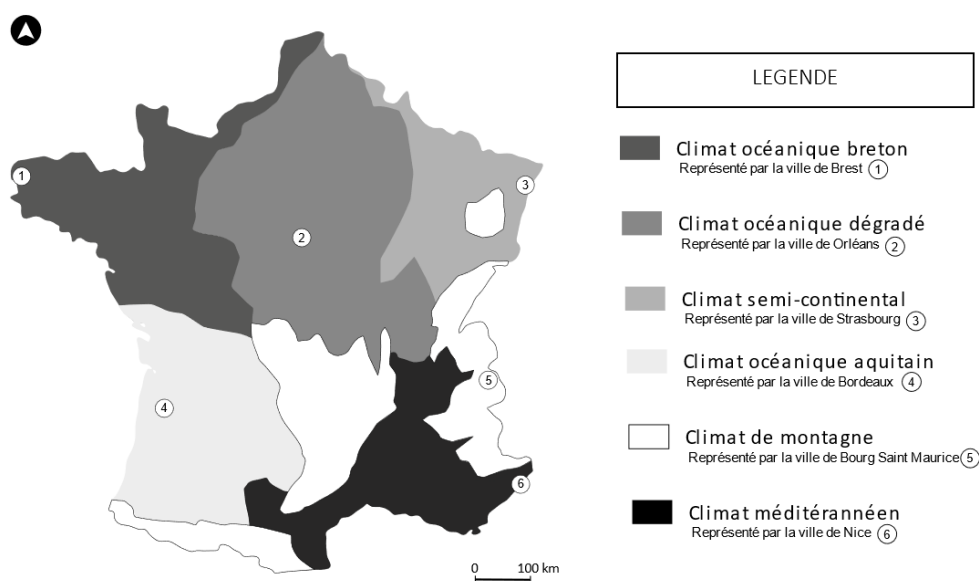 LEGENDE
Climat océanique breton
Représenté par la ville de Brest 1
Climat océanique dégradé
Représenté par la ville de Orléans 2
Climat semi-continental
Représenté par la ville de Strasbourg 3
Climat océanique aquitain
Représenté par la ville de Bordeaux 4
Climat de montagne
Représenté par la ville de Bourg Saint Maurice 5
Climat méditérannéen
Représenté par la ville de Nice 6
1
3
2
5
4
6
0 100 km